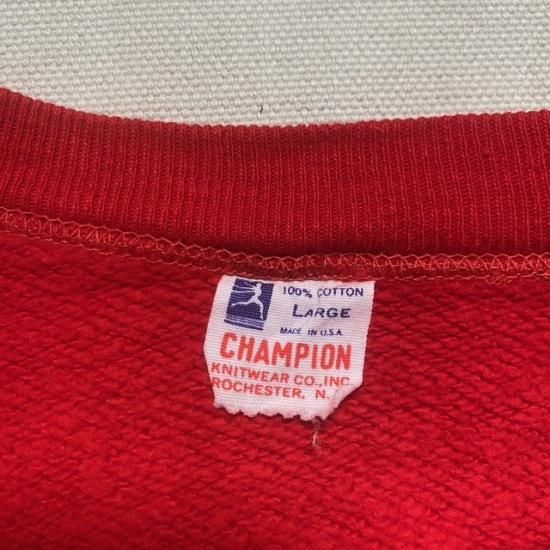 100% COTTON
LARGE
MADE IN U.S.A.
CHAMPION
KNITWEAR CO., INC.
ROCHESTER, N.